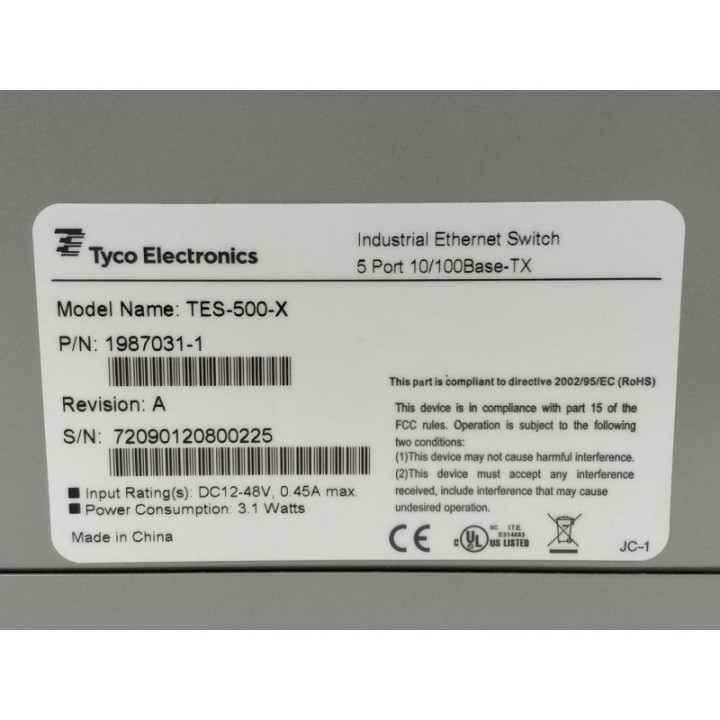 TE Tyco Electronics
Industrial Ethernet Switch
5 Port 10/100Base-TX
Model Name: TES-500-X
P/N: 1987031-1
Revision: A
S/N: 72090120800225
■ Input Rating(s): DC12-48V, 0.45A max.
■ Power Consumption: 3.1 Watts
Made in China
This part is compliant to directive 2002/95/EC (RoHS)
This device is in compliance with part 15 of the
FCC rules. Operation is subject to the following
two conditions:
(1)This device may not cause harmful interference.
(2)This device must accept any interference
received, include interference that may cause
undesired operation.
CE
c UL US LISTED
SC I.T.E.
E314663
JC-1